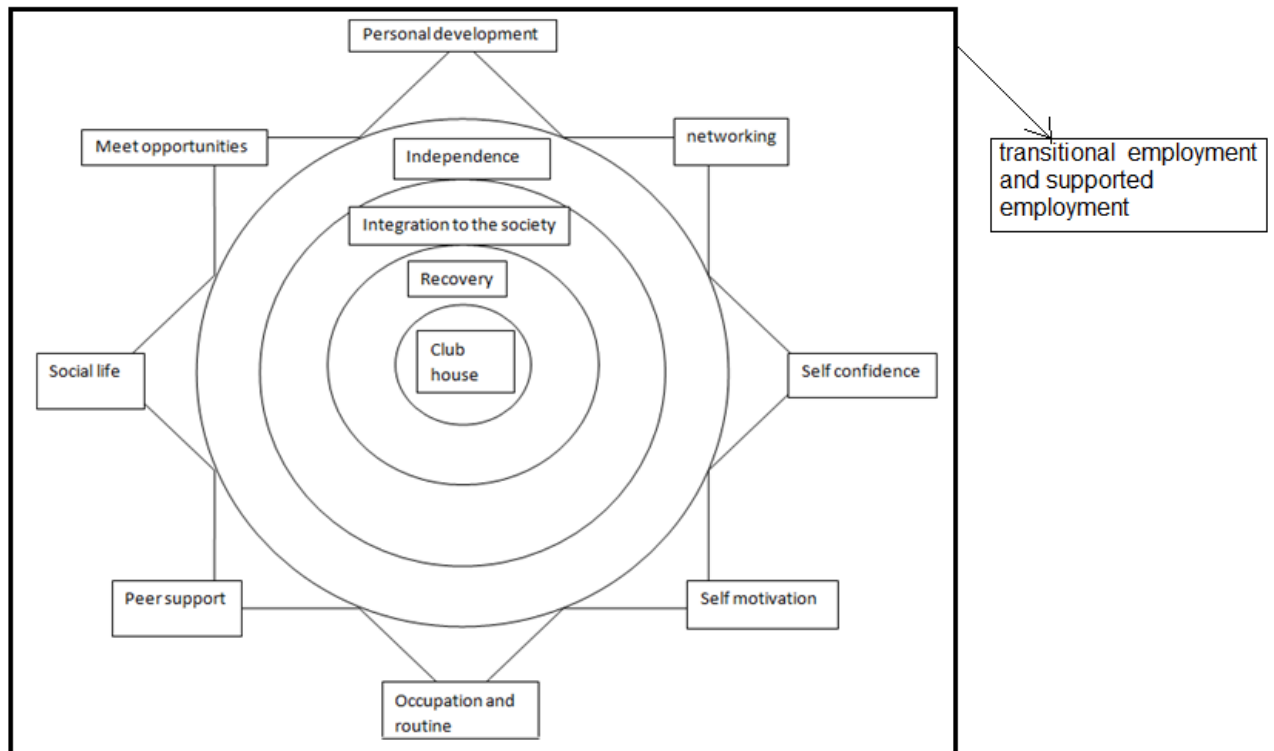 Personal development
Meet opportunities
networking
Independence
transitional employment
and supported
employment
Integration to the society
Recovery
Club
house
Social life
Self confidence
Peer support
Self motivation
Occupation and
routine